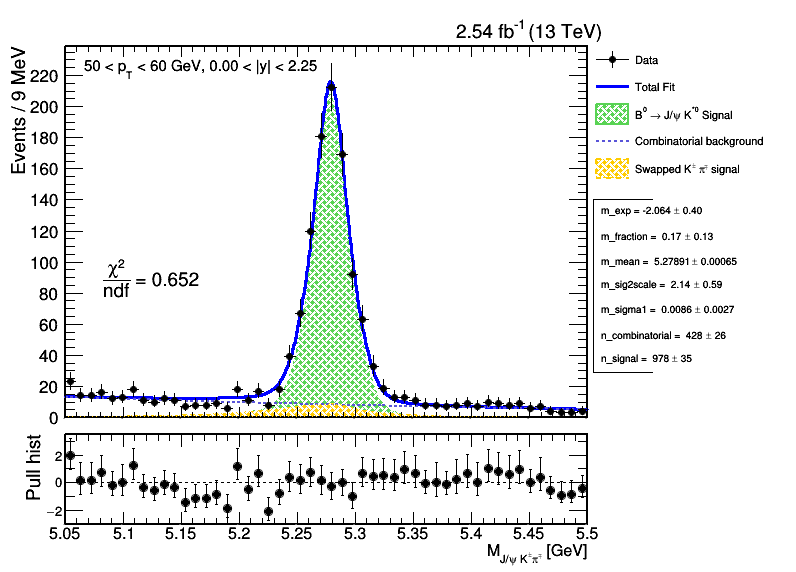 2.54 fb⁻¹ (13 TeV)
Events / 9 MeV
220
200
180
160
140
120
100
80
60
40
20
0
50 < p_T < 60 GeV, 0.00 < |y| < 2.25
χ²/ndf = 0.652
Data
Total Fit
B⁰ → J/ψ K*⁰ Signal
Combinatorial background
Swapped K± π∓ signal
m_exp = -2.064 ± 0.40
m_fraction = 0.17 ± 0.13
m_mean = 5.27891 ± 0.00065
m_sig2scale = 2.14 ± 0.59
m_sigma1 = 0.0086 ± 0.0027
n_combinatorial = 428 ± 26
n_signal = 978 ± 35
Pull hist
2
0
−2
5.05 5.1 5.15 5.2 5.25 5.3 5.35 5.4 5.45 5.5
M_J/ψ K±π∓ [GeV]